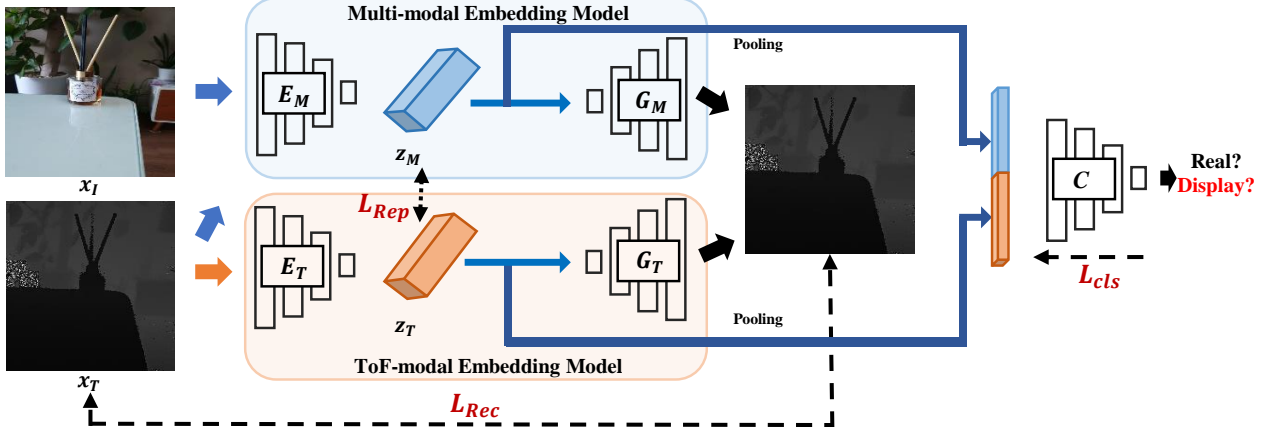 Multi-modal Embedding Model
Pooling
E_M
G_M
z_M
x_I
L_Rep
E_T
G_T
z_T
C
Real?
Display?
L_cls
Pooling
ToF-modal Embedding Model
x_T
L_Rec